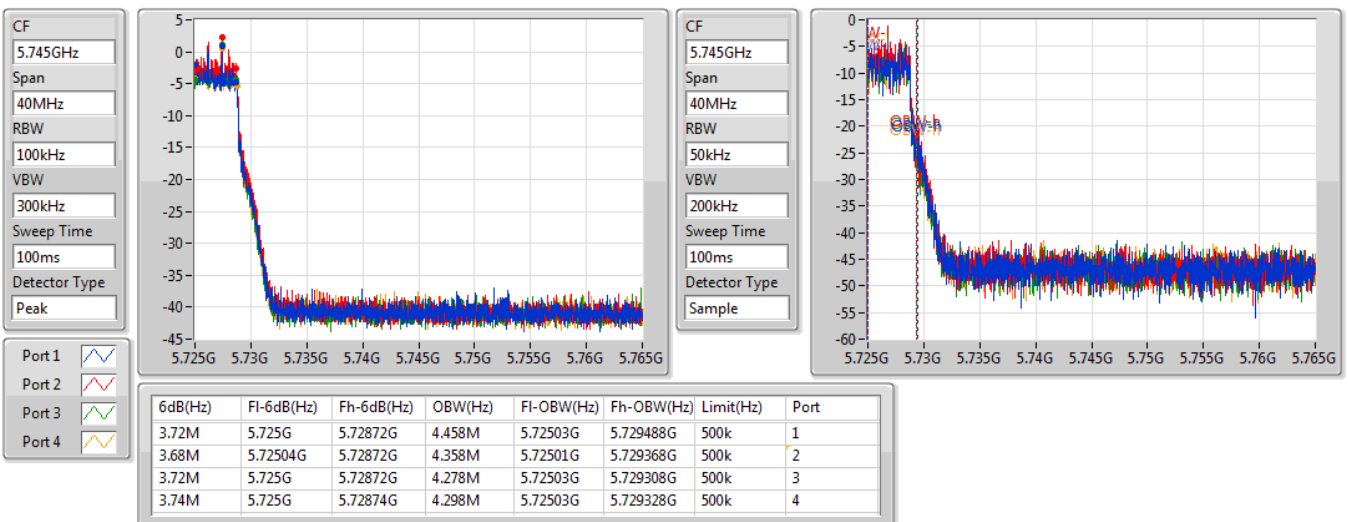 CF
5.745GHz
Span
40MHz
RBW
100kHz
VBW
300kHz
Sweep Time
100ms
Detector Type
Peak
5
0
-5
-10
-15
-20
-25
-30
-35
-40
-45
5.725G 5.73G 5.735G 5.74G 5.745G 5.75G 5.755G 5.76G 5.765G
CF
5.745GHz
Span
40MHz
RBW
50kHz
VBW
200kHz
Sweep Time
100ms
Detector Type
Sample
0
-5
-10
-15
-20
-25
-30
-35
-40
-45
-50
-55
-60
OBW-h
5.725G 5.73G 5.735G 5.74G 5.745G 5.75G 5.755G 5.76G 5.765G
Port 1
Port 2
Port 3
Port 4
6dB(Hz) Fl-6dB(Hz) Fh-6dB(Hz) OBW(Hz) Fl-OBW(Hz) Fh-OBW(Hz) Limit(Hz) Port
3.72M 5.725G 5.72872G 4.458M 5.72503G 5.729488G 500k 1
3.68M 5.72504G 5.72872G 4.358M 5.72501G 5.729368G 500k 2
3.72M 5.725G 5.72872G 4.278M 5.72503G 5.729308G 500k 3
3.74M 5.725G 5.72874G 4.298M 5.72503G 5.729328G 500k 4